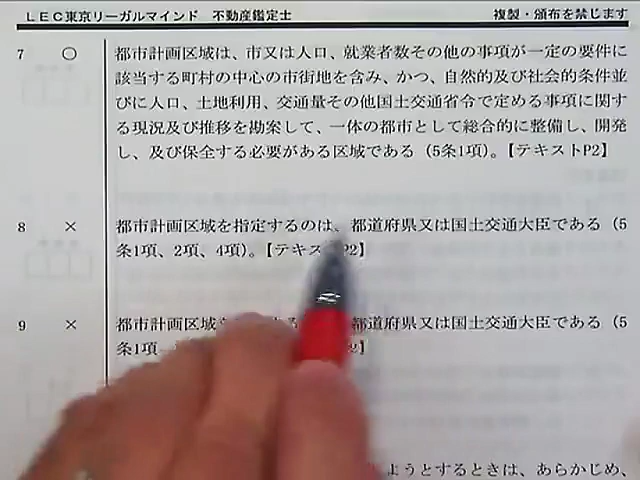 LEC東京リーガルマインド 不動産鑑定士 複製・頒布を禁じます
7 ○ 都市計画区域は、市又は人口、就業者数その他の事項が一定の要件に
該当する町村の中心の市街地を含み、かつ、自然的及び社会的条件並
びに人口、土地利用、交通量その他国土交通省令で定める事項に関す
る現況及び推移を勘案して、一体の都市として総合的に整備し、開発
し、及び保全する必要がある区域である（5条1項）。【テキストP2】
8 × 都市計画区域を指定するのは、都道府県又は国土交通大臣である（5
条1項、2項、4項）。【テキストP2】
9 × 都市計画区域 都道府県又は国土交通大臣である（5
条1項 2】
ようとするときは、あらかじめ、